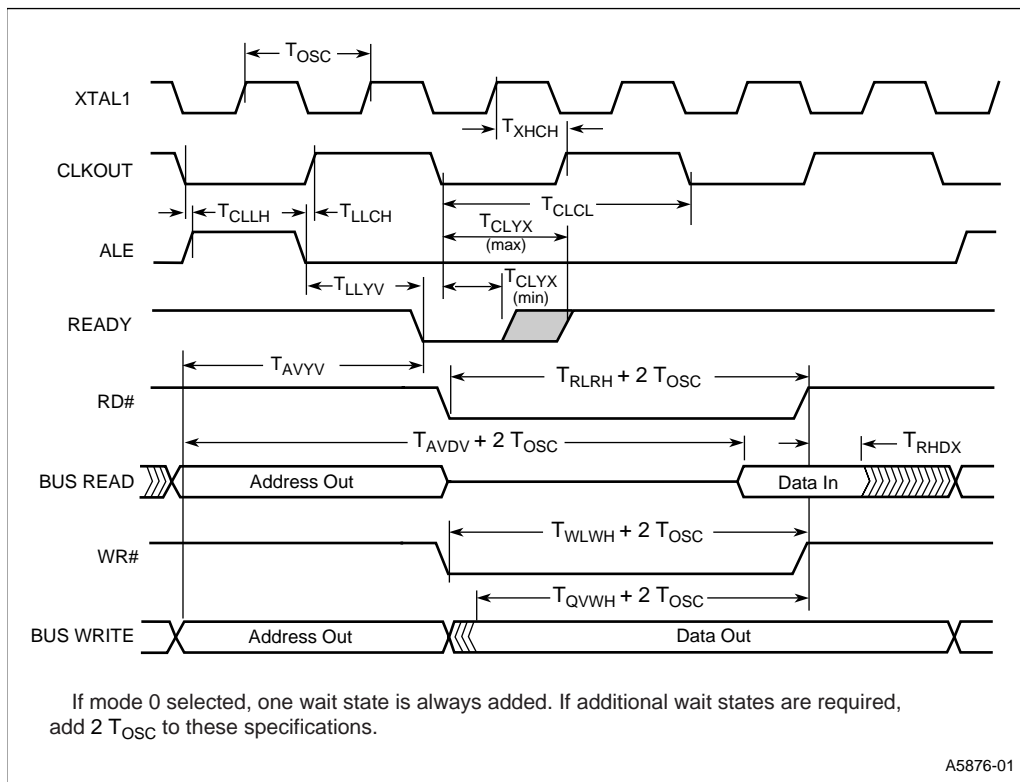 TOSC
XTAL1
TXHCH
CLKOUT
TCLLH
TLLCH
TCLCL
TCLYX
(max)
ALE
TLLYV
TCLYX
(min)
READY
TAVYV
TRLRH + 2 TOSC
RD#
TAVDV + 2 TOSC
TRHDX
BUS READ
Address Out
Data In
TWLWH + 2 TOSC
WR#
TQVWH + 2 TOSC
BUS WRITE
Address Out
Data Out
If mode 0 selected, one wait state is always added. If additional wait states are required,
add 2 TOSC to these specifications.
A5876-01